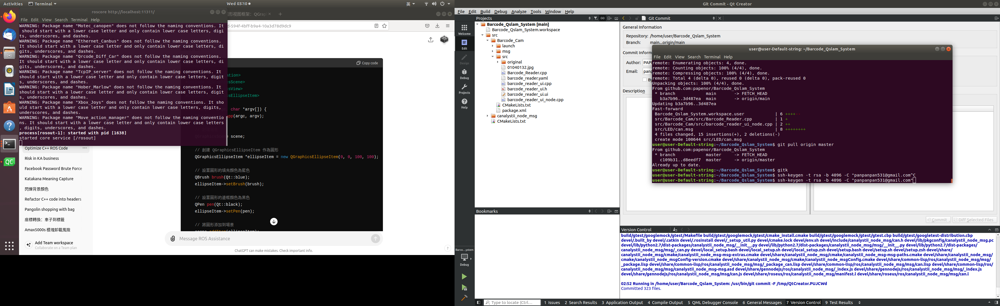 Activities
Terminal
Wed 03:10
英
roscore http://localhost:11311/
File Edit View Search Terminal Help
WARNING: Package name "Motec_canopen" does not follow the naming conventions. It
 should start with a lower case letter and only contain lower case letters, digi
ts, underscores, and dashes.
WARNING: Package name "Ethernet_Canbus" does not follow the naming conventions.
It should start with a lower case letter and only contain lower case letters, di
gits, underscores, and dashes.
WARNING: Package name "Qrcode_Diff_Car" does not follow the naming conventions.
It should start with a lower case letter and only contain lower case letters, di
gits, underscores, and dashes.
WARNING: Package name "TcpIP_server" does not follow the naming conventions. It
should start with a lower case letter and only contain lower case letters, digit
s, underscores, and dashes.
WARNING: Package name "Hober_Marlow" does not follow the naming conventions. It
should start with a lower case letter and only contain lower case letters, digit
s, underscores, and dashes.
WARNING: Package name "Xbox_Joys" does not follow the naming conventions. It sho
uld start with a lower case letter and only contain lower case letters, digits,
underscores, and dashes.
WARNING: Package name "Move_action_manager" does not follow the naming conventio
ns. It should start with a lower case letter and only contain lower case letters
, digits, underscores, and dashes.
process[rosout-1]: started with pid [1638]
started core service [/rosout]
形视图框架：QGrap
d-594f-4bff-b9a4-10a3d78d9dc9
Copy code
ation>
csScene>
csView>
csEllipseItem>
char *argv[]) {
pp(argc, argv);
scene;
// 創建 QGraphicsEllipseItem 作為圓形
QGraphicsEllipseItem *ellipseItem = new QGraphicsEllipseItem(0, 0, 100, 100);
// 設置圓形的填充顏色為藍色
QBrush brush(Qt::blue);
ellipseItem->setBrush(brush);
// 設置圓形的邊框顏色為黑色
QPen pen(Qt::black);
ellipseItem->setPen(pen);
// 將圓形添加到場景
scene.addItem(ellipseItem);
Optimize C++ ROS Code
Risk in KA business
Facebook Password Brute Force
Katakana Meaning Capture
閃爍背景顏色
Refactor C++ code into headers
Pangolin shopping with bag
座標轉換：車子到標籤
Amax5000s 模塊卸載風險
Add Team workspace
Collaborate on a Team plan
Message ROS Assistance
ChatGPT can make mistakes. Check important info.
?
Git Commit - Qt Creator
File Edit Build Debug Analyze Tools Window Help
Welcome
Edit
Design
Debug
Projects
Help
Barco...ystem
Debug
Projects
Barcode_Qslam_System [main]
Barcode_Qslam_System.workspace
src
Barcode_Cam
launch
msg
src
original
01040132.jpg
Barcode_Reader.cpp
barcode_reader.yaml
barcode_reader_ui.cpp
barcode_reader_ui.h
barcode_reader_ui.ui
barcode_reader_ui_node.cpp
CMakeLists.txt
package.xml
canalystii_node_msg
CMakeLists.txt
Bookmarks
Git Commit
General Information
Repository: /home/user/Barcode_Qslam_System
Branch: main...origin/main
Commit Inform
Author: PAP
Email: panp
By
Description
Commit
Diff Selected Files
user@user-Default-string: ~/Barcode_Qslam_System
File Edit View Search Terminal Help
remote: Enumerating objects: 4, done.
remote: Counting objects: 100% (4/4), done.
remote: Compressing objects: 100% (4/4), done.
remote: Total 4 (delta 0), reused 0 (delta 0), pack-reused 0
Unpacking objects: 100% (4/4), done.
From github.com:papenor/Barcode_Qslam_System
 * branch            main       -> FETCH_HEAD
   b3a7b96..3d487ea  main       -> origin/main
Updating b3a7b96..3d487ea
Fast-forward
 Barcode_Qslam_System.workspace.user            | 6 ++++--
 src/Barcode_Cam/src/Barcode_Reader.cpp         | 1 +
 src/Barcode_Cam/src/barcode_reader_ui_node.cpp | 2 ++
 src/LED/can.msg                                | 8 ++++++++
 4 files changed, 15 insertions(+), 2 deletions(-)
 create mode 100644 src/LED/can.msg
user@user-Default-string:~/Barcode_Qslam_System$ git pull origin master
From github.com:papenor/Barcode_Qslam_System
 * branch            master     -> FETCH_HEAD
   c109b31..d8eedf7  master     -> origin/master
Already up to date.
user@user-Default-string:~/Barcode_Qslam_System$ gitk
user@user-Default-string:~/Barcode_Qslam_System$ ssh-keygen -t rsa -b 4096 -C "panpanpan531@gmail.com^C
user@user-Default-string:~/Barcode_Qslam_System$ ssh-keygen -t rsa -b 4096 -C "panpanpan531@gmail.com"
Version Control
build/gtest/googlemock/gtest/Makefile build/gtest/googlemock/gtest/cmake_install.cmake build/gtest/googlemock/gtest/gtest.cbp build/gtest/googletest-distribution.cbp
devel/.built_by devel/.catkin devel/.rosinstall devel/_setup_util.py devel/cmake.lock devel/env.sh devel/include/canalystii_node_msg/can.h devel/lib/pkgconfig/canalystii_node_msg.pc
devel/lib/python2.7/dist-packages/canalystii_node_msg/__init__.py devel/lib/python2.7/dist-packages/canalystii_node_msg/msg/__init__.py devel/lib/python2.7/dist-packages/
canalystii_node_msg/msg/_can.py devel/local_setup.bash devel/local_setup.sh devel/local_setup.zsh devel/setup.bash devel/setup.sh devel/setup.zsh devel/share/
canalystii_node_msg/cmake/canalystii_node_msg-msg-extras.cmake devel/share/canalystii_node_msg/cmake/canalystii_node_msg-msg-paths.cmake devel/share/canalystii_node_msg/
cmake/canalystii_node_msgConfig-version.cmake devel/share/canalystii_node_msg/cmake/canalystii_node_msgConfig.cmake devel/share/common-lisp/ros/canalystii_node_msg/msg/
_package.lisp devel/share/common-lisp/ros/canalystii_node_msg/msg/_package_can.lisp devel/share/common-lisp/ros/canalystii_node_msg/msg/can.lisp devel/share/common-lisp/ros/
canalystii_node_msg/msg/canalystii_node_msg-msg.asd devel/share/gennodejs/ros/canalystii_node_msg/_index.js devel/share/gennodejs/ros/canalystii_node_msg/msg/_index.js
devel/share/gennodejs/ros/canalystii_node_msg/msg/can.js devel/share/roseus/ros/canalystii_node_msg/manifest.l devel/share/roseus/ros/canalystii_node_msg/msg/can.l
02:52 Running in /home/user/Barcode_Qslam_System: /usr/bin/git commit -F /tmp/QtCreator.PUJCWd
Committed 323 files.
Type to locate (Ctrl...
1 Issues 2 Search Results 3 Application Output 4 Compile Output 5 QML Debugger Console 6 General Messages 7 Version Control 9 Test Results